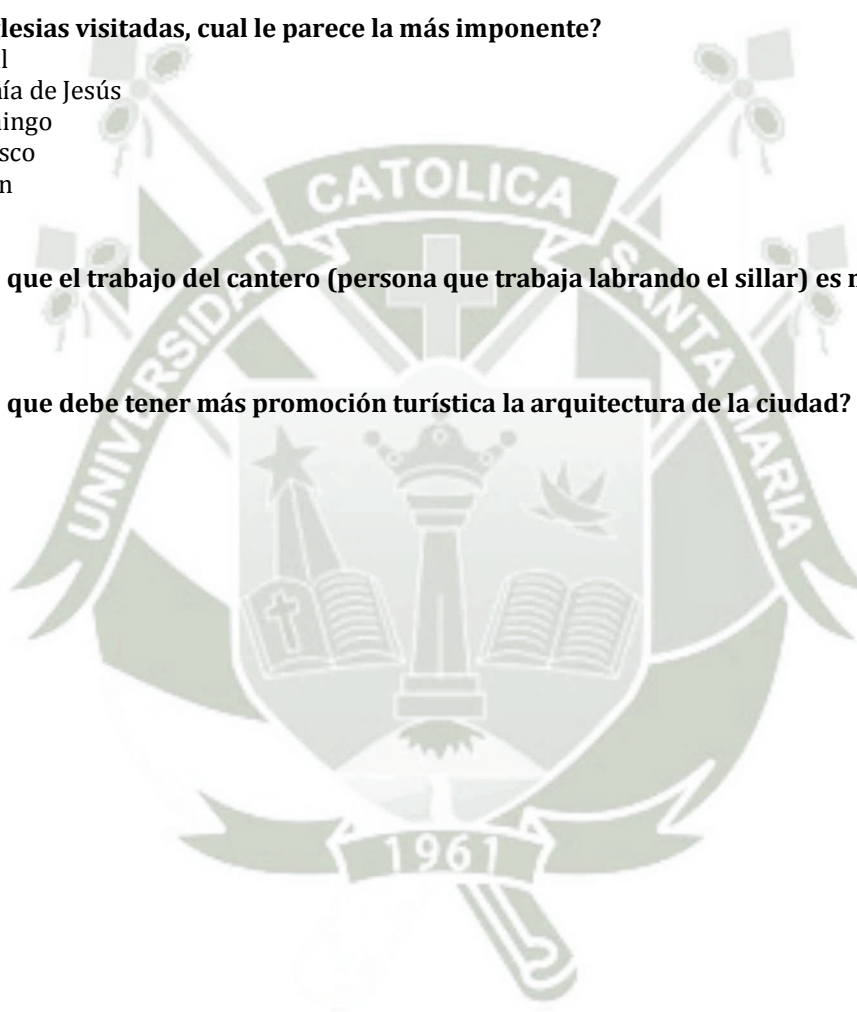 lesias visitadas, cual le parece la más imponente?
l
ía de Jesús
ingo
sco
n
que el trabajo del cantero (persona que trabaja labrando el sillar) es
que debe tener más promoción turística la arquitectura de la ciudad?
UNIVERSIDAD CATOLICA SANTA MARIA
1961